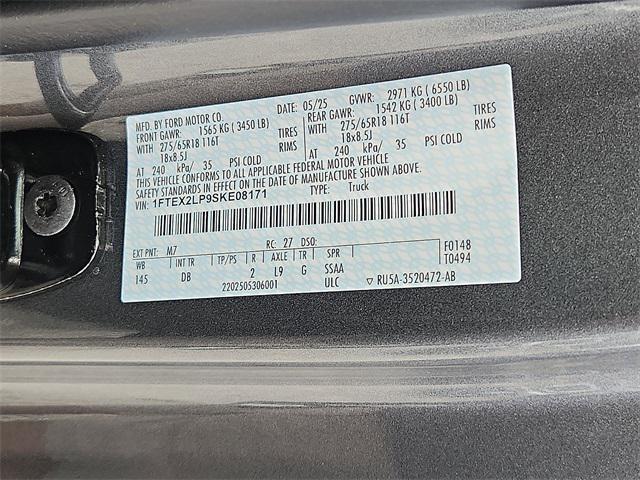 MFD. BY FORD MOTOR CO.
DATE: 05/25 GVWR: 2971 KG ( 6550 LB)
FRONT GAWR: 1565 KG ( 3450 LB) REAR GAWR: 1542 KG ( 3400 LB)
WITH 275/65R18 116T TIRES WITH 275/65R18 116T TIRES
18x8.5J RIMS 18x8.5J RIMS
AT 240 kPa/ 35 PSI COLD AT 240 kPa/ 35 PSI COLD
THIS VEHICLE CONFORMS TO ALL APPLICABLE FEDERAL MOTOR VEHICLE
SAFETY AND THEFT PREVENTION STANDARDS IN EFFECT ON THE DATE OF MANUFACTURE SHOWN ABOVE.
1FTEX2LP9SKE08171 TYPE: Truck
EXT PNT: M7 RC: 27 DSO: F0148
WB INT TR B R AXLE TR SPR T0494
145 DB 2 L9 G SSAA
2202505306001 ULC ▽ RU5A-3520472-AB